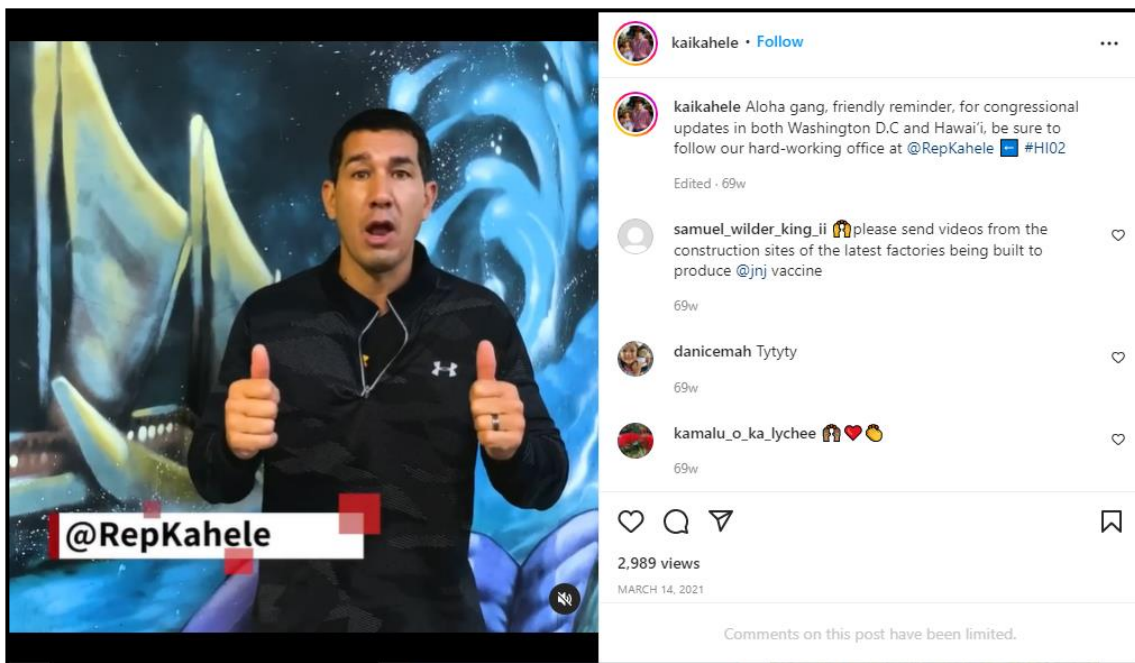 kaikahele • Follow
kaikahele Aloha gang, friendly reminder, for congressional
updates in both Washington D.C and Hawaiʻi, be sure to
follow our hard-working office at @RepKahele ⬅️ #HI02
Edited · 69w
samuel_wilder_king_ii 🙌🏽please send videos from the
construction sites of the latest factories being built to
produce @jnj vaccine
69w
danicemah Tytyty
69w
kamalu_o_ka_lychee 🙌🏽❤️👏
69w
@RepKahele
2,989 views
MARCH 14, 2021
Comments on this post have been limited.